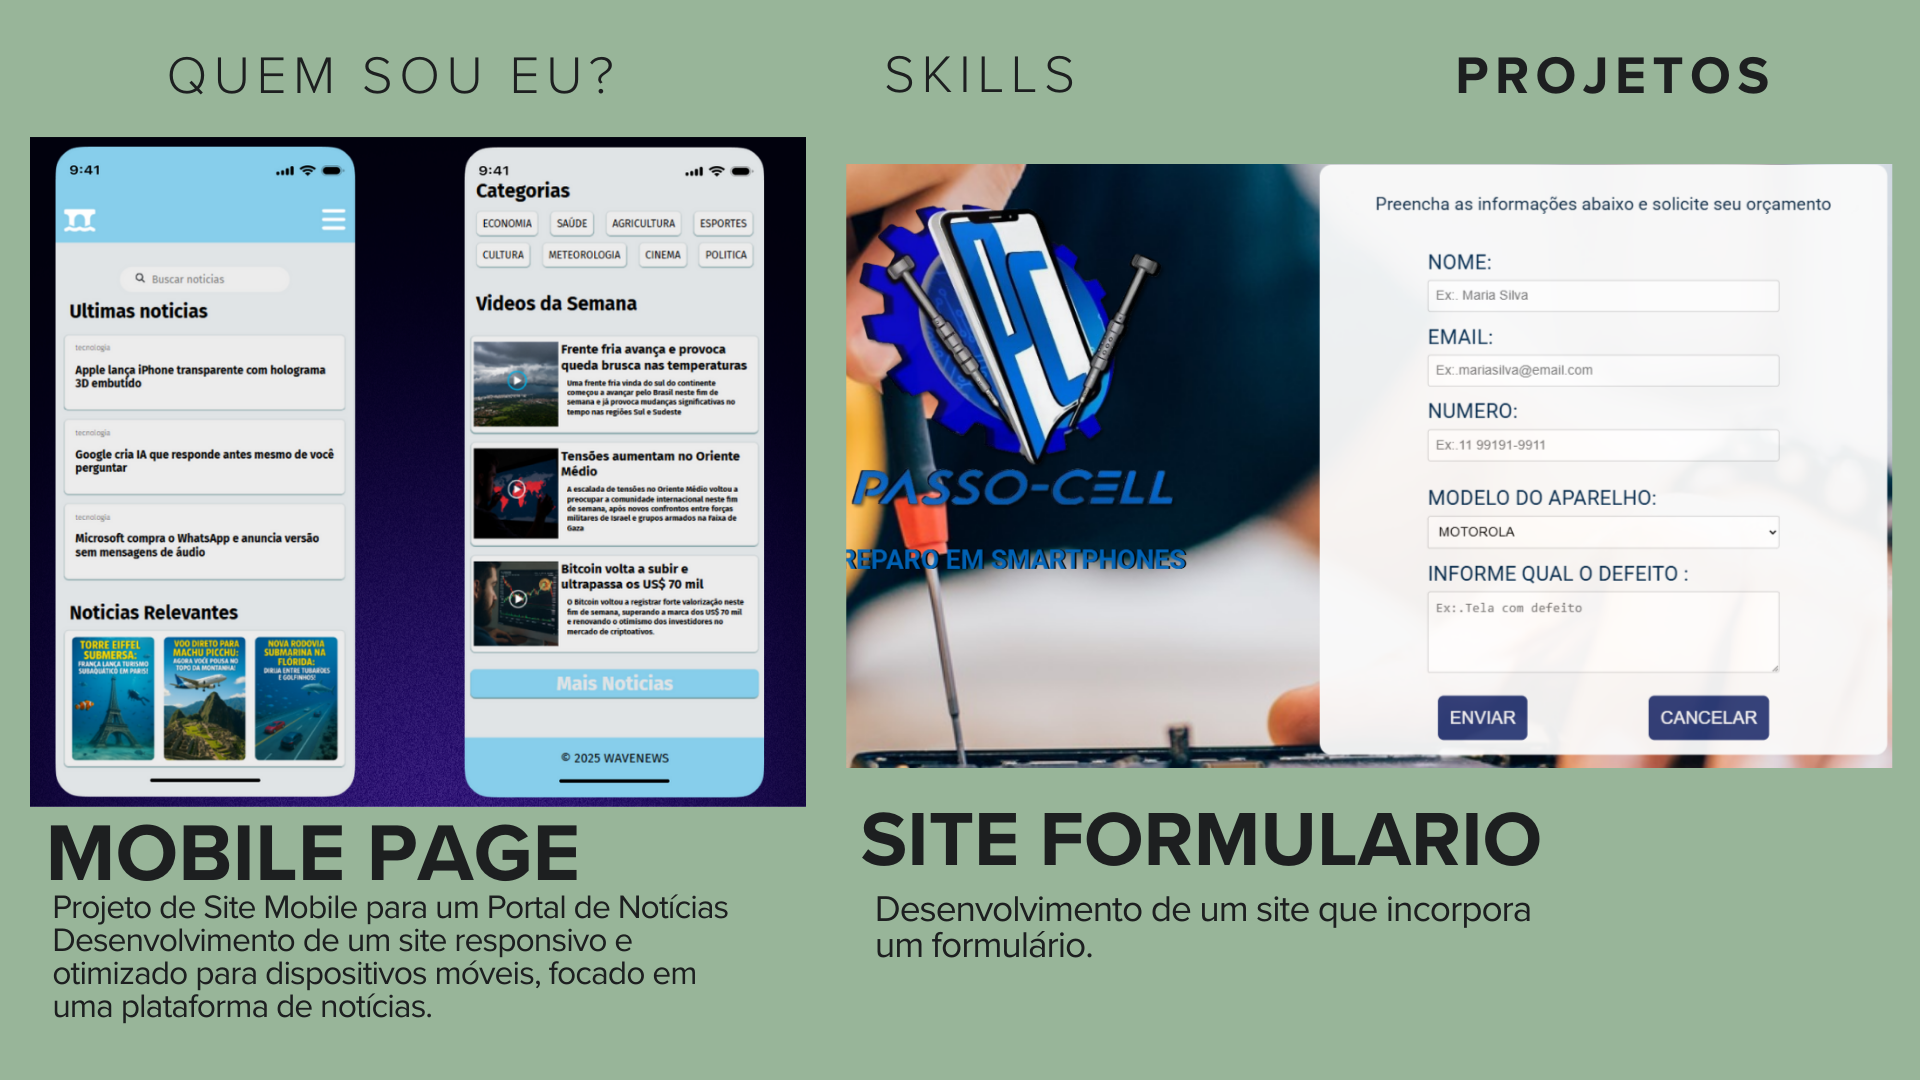 QUEM SOU EU?
SKILLS
PROJETOS
9:41
Buscar noticias
Ultimas noticias
tecnologia
Apple lança iPhone transparente com holograma
3D embutido
tecnologia
Google cria IA que responde antes mesmo de você
perguntar
tecnologia
Microsoft compra o WhatsApp e anuncia versão
sem mensagens de áudio
Noticias Relevantes
TORRE EIFFEL
SUBMERSA:
FRANÇA LANÇA TURISMO
SUBAQUÁTICO EM PARIS!
VOO DIRETO PARA
MACHU PICCHU:
AGORA VOCÊ POUSA NO
TOPO DA MONTANHA!
NOVA RODOVIA
SUBMARINA NA
FLÓRIDA:
DIRIJA ENTRE TUBARÕES
E GOLFINHOS!
9:41
Categorias
ECONOMIA
SAÚDE
AGRICULTURA
ESPORTES
CULTURA
METEOROLOGIA
CINEMA
POLITICA
Videos da Semana
Frente fria avança e provoca
queda brusca nas temperaturas
Uma frente fria vinda do sul do continente
começou a avançar pelo Brasil neste fim de
semana e já provoca mudanças significativas no
tempo nas regiões Sul e Sudeste
Tensões aumentam no Oriente
Médio
A escalada de tensões no Oriente Médio voltou a
preocupar a comunidade internacional neste fim
de semana, após novos confrontos entre forças
militares de Israel e grupos armados na Faixa de
Gaza
Bitcoin volta a subir e
ultrapassa os US$ 70 mil
O Bitcoin voltou a registrar forte valorização neste
fim de semana, superando a marca dos US$ 70 mil
e renovando o otimismo dos investidores no
mercado de criptoativos.
Mais Noticias
© 2025 WAVENEWS
PC
PASSO-CELL
REPARO EM SMARTPHONES
Preencha as informações abaixo e solicite seu orçamento
NOME:
Ex:. Maria Silva
EMAIL:
Ex:.mariasilva@email.com
NUMERO:
Ex:.11 99191-9911
MODELO DO APARELHO:
MOTOROLA
INFORME QUAL O DEFEITO :
Ex:.Tela com defeito
ENVIAR
CANCELAR
MOBILE PAGE
Projeto de Site Mobile para um Portal de Notícias
Desenvolvimento de um site responsivo e
otimizado para dispositivos móveis, focado em
uma plataforma de notícias.
SITE FORMULARIO
Desenvolvimento de um site que incorpora
um formulário.